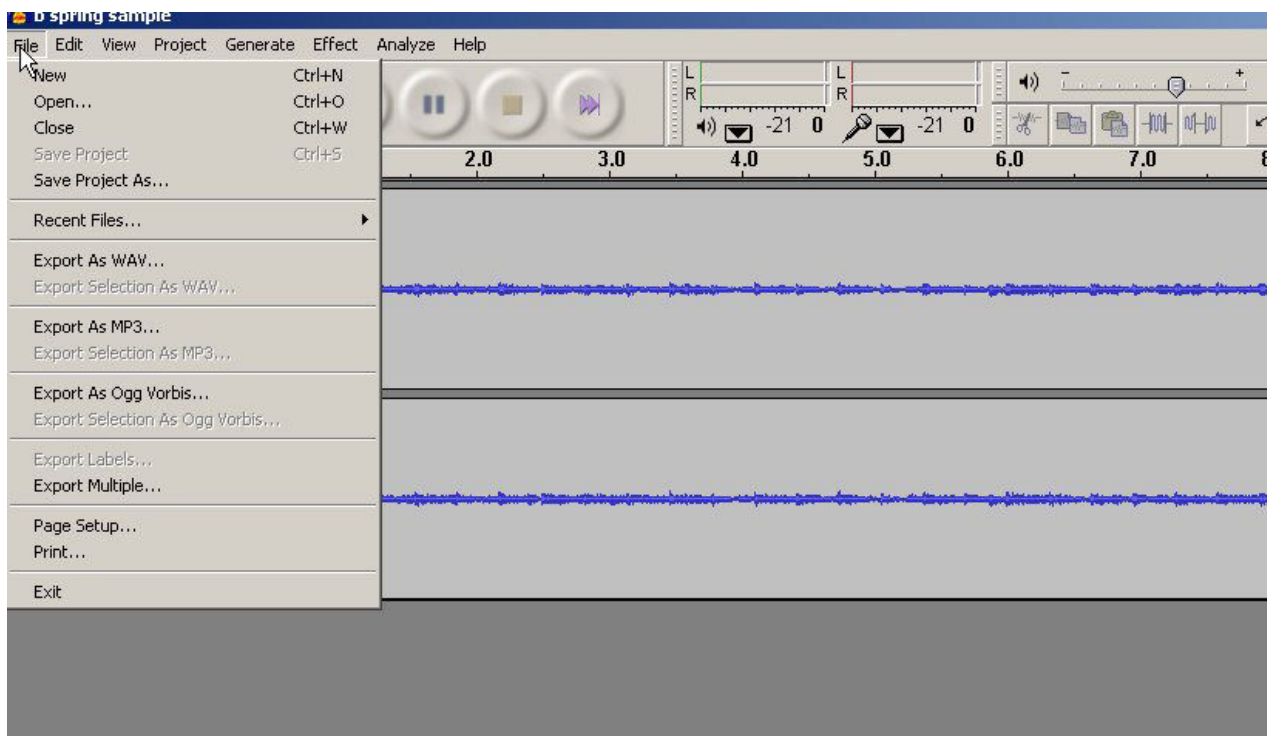 b spring sample
File Edit View Project Generate Effect Analyze Help
New Ctrl+N
Open... Ctrl+O
Close Ctrl+W
Save Project Ctrl+S
Save Project As...
Recent Files...
Export As WAV...
Export Selection As WAV...
Export As MP3...
Export Selection As MP3...
Export As Ogg Vorbis...
Export Selection As Ogg Vorbis...
Export Labels...
Export Multiple...
Page Setup...
Print...
Exit
L L
R R
-21 0 -21 0
- +
2.0 3.0 4.0 5.0 6.0 7.0